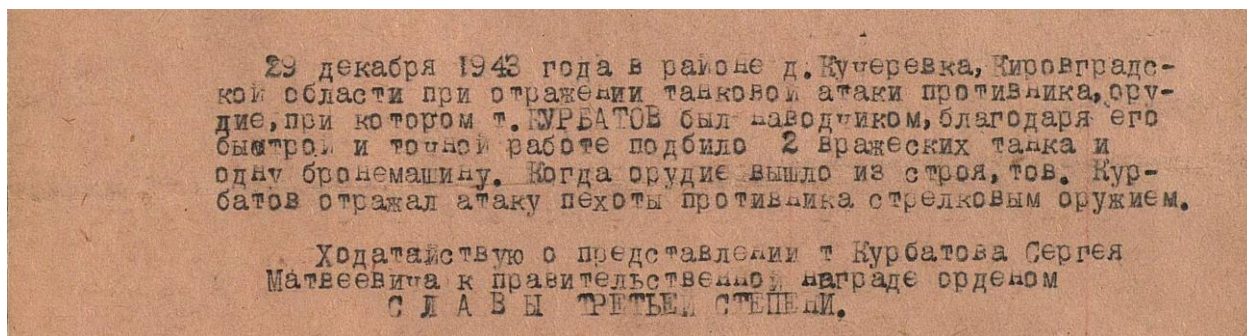 29 декабря 1943 года в районе д.Кучеревка,Кировградс-
кой области при отражении танковой атаки противника,ору-
дие,при котором т.КУРБАТОВ был наводчиком,благодаря его
быстрой и точной работе подбило 2 вражеских танка и
одну бронемашину. Когда орудие вышло из строя,тов. Кур-
батов отражал атаку пехоты противника стрелковым оружием.
Ходатайствую о представлении т Курбатова Сергея
Матвеевича к правительственной награде орденом
С Л А В Ы ТРЕТЬЕЙ СТЕПЕНИ.